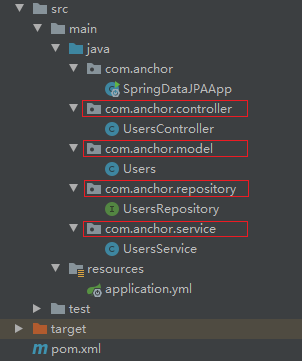 src
main
java
com.anchor
SpringDataJPAApp
com.anchor.controller
UsersController
com.anchor.model
Users
com.anchor.repository
UsersRepository
com.anchor.service
UsersService
resources
application.yml
test
target
pom.xml